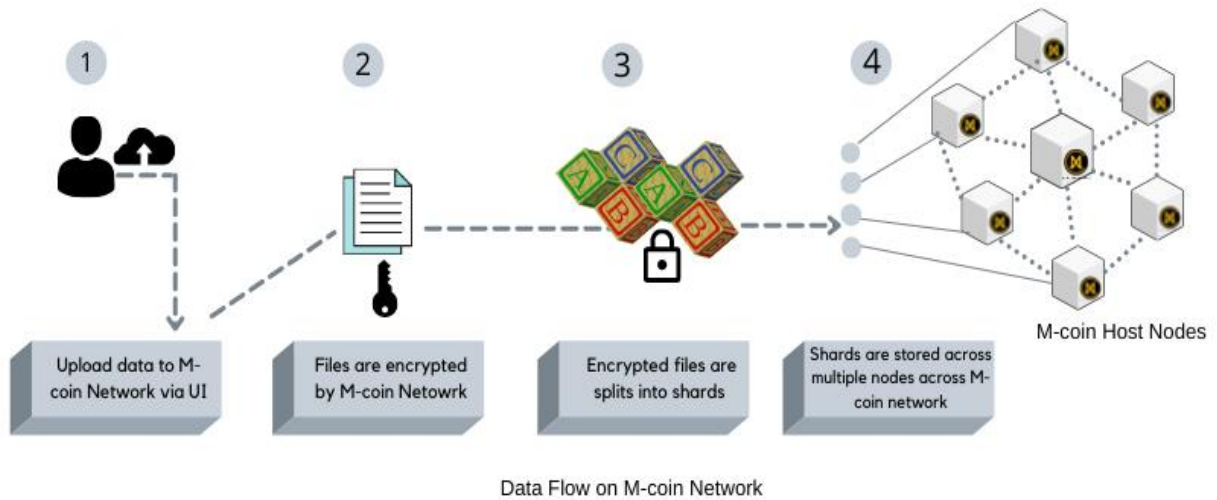 1
2
3
4
Upload data to M-
coin Network via UI
Files are encrypted
by M-coin Netowrk
Encrypted files are
splits into shards
Shards are stored across
multiple nodes across M-
coin network
M-coin Host Nodes
Data Flow on M-coin Network
A
C
B
A
C
B
M
M
M
M
M
M
M
M